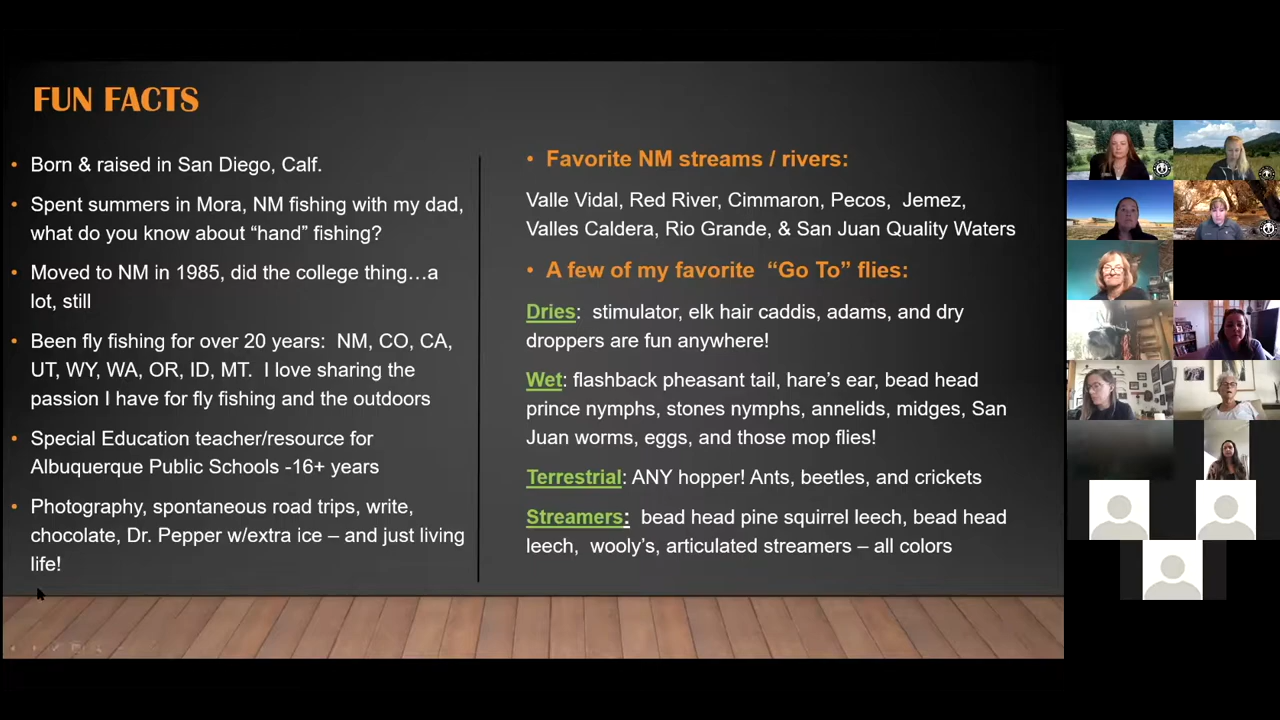 FUN FACTS
• Born & raised in San Diego, Calf.
• Spent summers in Mora, NM fishing with my dad,
what do you know about “hand” fishing?
• Moved to NM in 1985, did the college thing…a
lot, still
• Been fly fishing for over 20 years:  NM, CO, CA,
UT, WY, WA, OR, ID, MT.  I love sharing the
passion I have for fly fishing and the outdoors
• Special Education teacher/resource for
Albuquerque Public Schools -16+ years
• Photography, spontaneous road trips, write,
chocolate, Dr. Pepper w/extra ice – and just living
life!
• Favorite NM streams / rivers:
Valle Vidal, Red River, Cimmaron, Pecos,  Jemez,
Valles Caldera, Rio Grande, & San Juan Quality Waters
• A few of my favorite  “Go To” flies:
Dries:  stimulator, elk hair caddis, adams, and dry
droppers are fun anywhere!
Wet: flashback pheasant tail, hare’s ear, bead head
prince nymphs, stones nymphs, annelids, midges, San
Juan worms, eggs, and those mop flies!
Terrestrial: ANY hopper! Ants, beetles, and crickets
Streamers:  bead head pine squirrel leech, bead head
leech,  wooly’s, articulated streamers – all colors